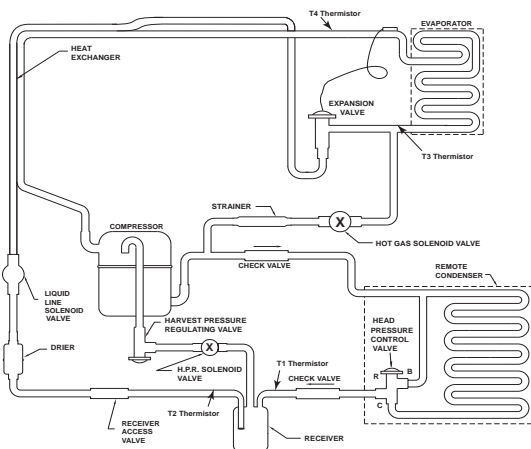 T4 Thermistor
EVAPORATOR
HEAT
EXCHANGER
EXPANSION
VALVE
T3 Thermistor
STRAINER
COMPRESSOR
X
HOT GAS SOLENOID VALVE
CHECK VALVE
REMOTE
CONDENSER
LIQUID
LINE
SOLENOID
VALVE
HARVEST PRESSURE
REGULATING VALVE
HEAD
PRESSURE
CONTROL
VALVE
DRIER
X
H.P.R. SOLENOID
VALVE
T1 Thermistor
CHECK VALVE
R
B
C
T2 Thermistor
RECEIVER
ACCESS
VALVE
RECEIVER